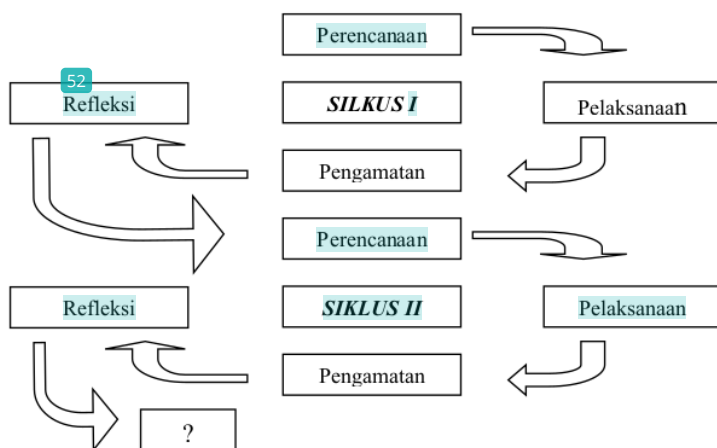 Perencanaan
52
Refleksi
SILKUS I
Pelaksanaan
Pengamatan
Perencanaan
Refleksi
SIKLUS II
Pelaksanaan
Pengamatan
?